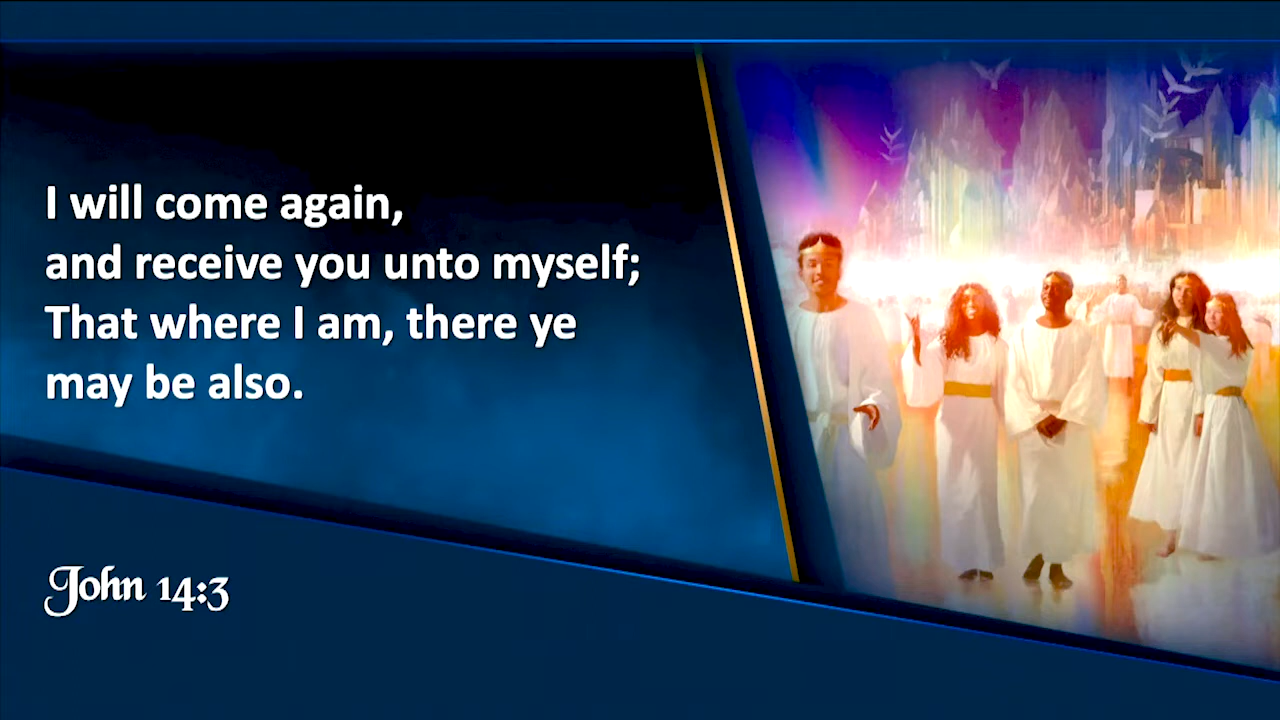 I will come again,
and receive you unto myself;
That where I am, there ye
may be also.
John 14:3